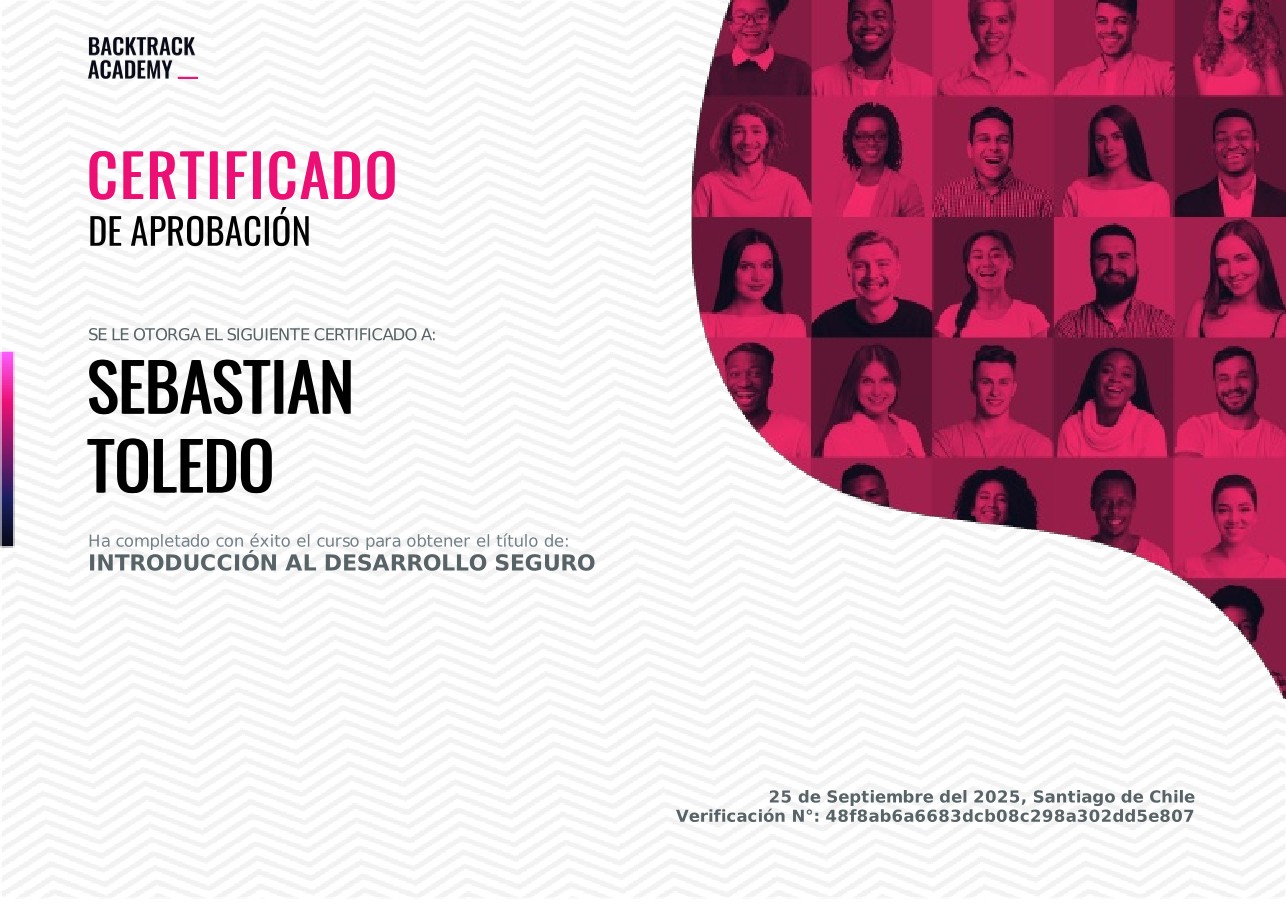 BACKTRACK
ACADEMY
CERTIFICADO
DE APROBACIÓN
SE LE OTORGA EL SIGUIENTE CERTIFICADO A:
SEBASTIAN
TOLEDO
Ha completado con éxito el curso para obtener el título de:
INTRODUCCIÓN AL DESARROLLO SEGURO
25 de Septiembre del 2025, Santiago de Chile
Verificación N°: 48f8ab6a6683dcb08c298a302dd5e807